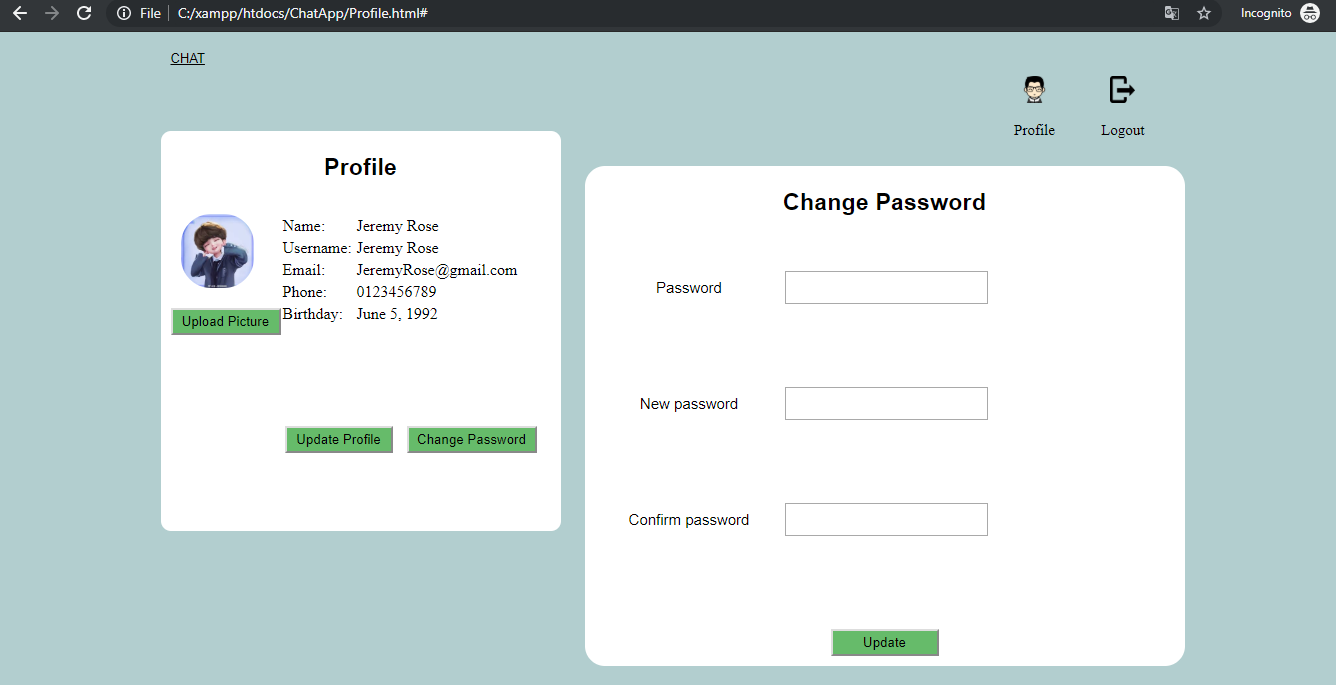 File C:/xampp/htdocs/ChatApp/Profile.html# Incognito
CHAT
Profile Logout
Profile
Name: Jeremy Rose
Username: Jeremy Rose
Email: JeremyRose@gmail.com
Phone: 0123456789
Birthday: June 5, 1992
Upload Picture
Update Profile Change Password
Change Password
Password
New password
Confirm password
Update